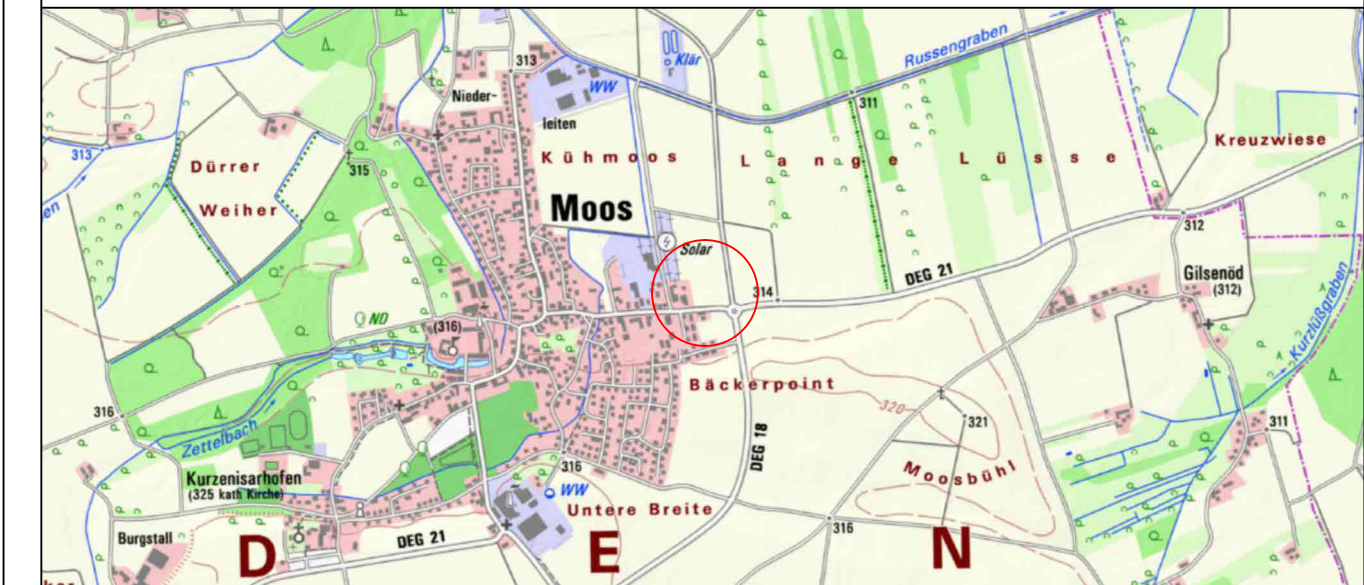 313
Klär
WW
Nieder-
leiten
Russengraben
311
Kreuzwiese
313
Dürrer
Weiher
315
Kühmoos
Lange Lüsse
en
Moos
312
Solar
DEG 21
314
Gilsenöd
(312)
ND
(316)
Kurzlüßgraben
Bäckerpoint
320
321
316
Zettelbach
DEG 18
311
Kurzenisarhofen
(325 kath Kirche)
316
WW
Moosbühl
Untere Breite
316
Burgstall
DEG 21
D E N